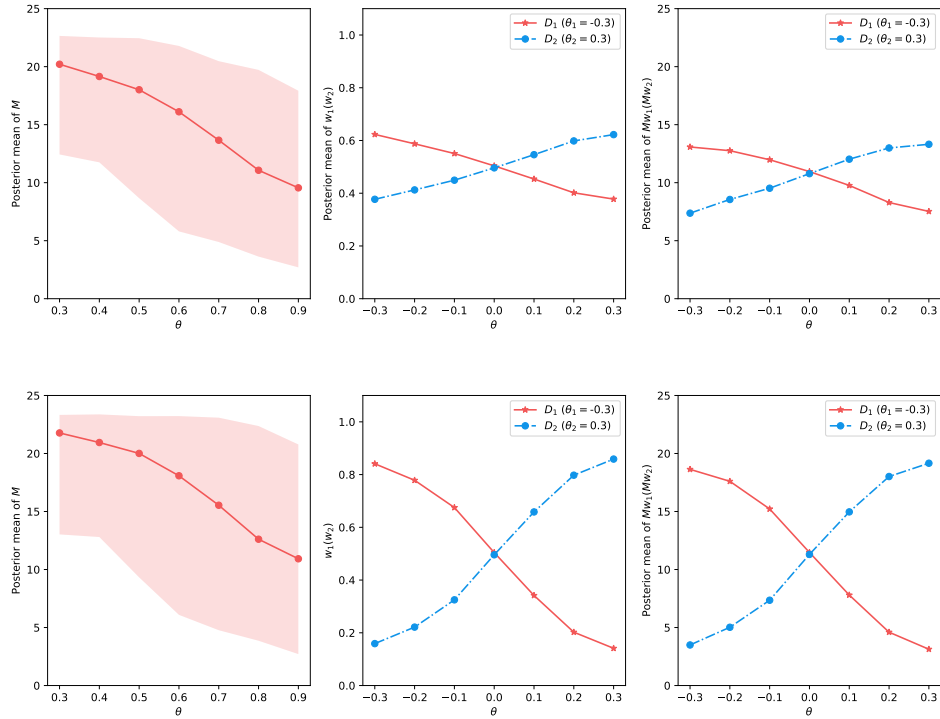 25
20
15
10
5
0
Posterior mean of M
0.3 0.4 0.5 0.6 0.7 0.8 0.9
θ
1.0
0.8
0.6
0.4
0.2
0.0
Posterior mean of w₁(w₂)
−0.3 −0.2 −0.1 0.0 0.1 0.2 0.3
θ
D₁ (θ₁ = -0.3)
D₂ (θ₂ = 0.3)
25
20
15
10
5
0
Posterior mean of Mw₁(Mw₂)
−0.3 −0.2 −0.1 0.0 0.1 0.2 0.3
θ
D₁ (θ₁ = -0.3)
D₂ (θ₂ = 0.3)
25
20
15
10
5
0
Posterior mean of M
0.3 0.4 0.5 0.6 0.7 0.8 0.9
θ
1.0
0.8
0.6
0.4
0.2
0.0
w₁(w₂)
−0.3 −0.2 −0.1 0.0 0.1 0.2 0.3
θ
D₁ (θ₁ = -0.3)
D₂ (θ₂ = 0.3)
25
20
15
10
5
0
Posterior mean of Mw₁(Mw₂)
−0.3 −0.2 −0.1 0.0 0.1 0.2 0.3
θ
D₁ (θ₁ = -0.3)
D₂ (θ₂ = 0.3)